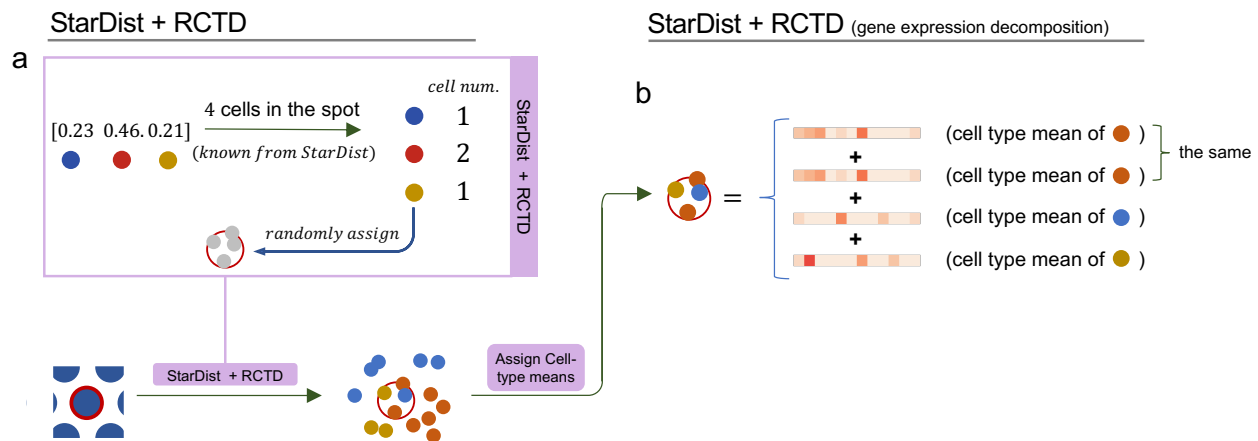 StarDist + RCTD
StarDist + RCTD (gene expression decomposition)
a
cell num.
4 cells in the spot
[0.23 0.46. 0.21]
(known from StarDist)
1
2
1
randomly assign
StarDist + RCTD
StarDist + RCTD
Assign Cell-
type means
b
=
(cell type mean of )
+
(cell type mean of )
the same
+
(cell type mean of )
+
(cell type mean of )